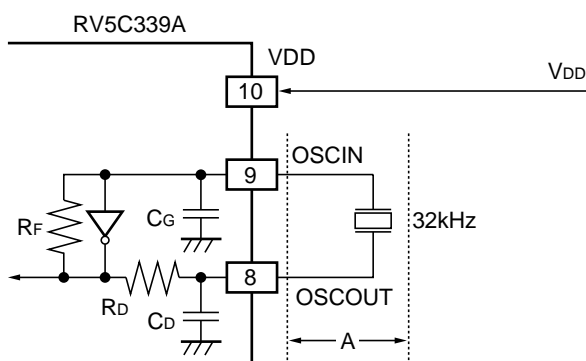 RV5C339A
VDD
10
VDD
9
OSCIN
RF
CG
32kHz
8
RD
CD
OSCOUT
A